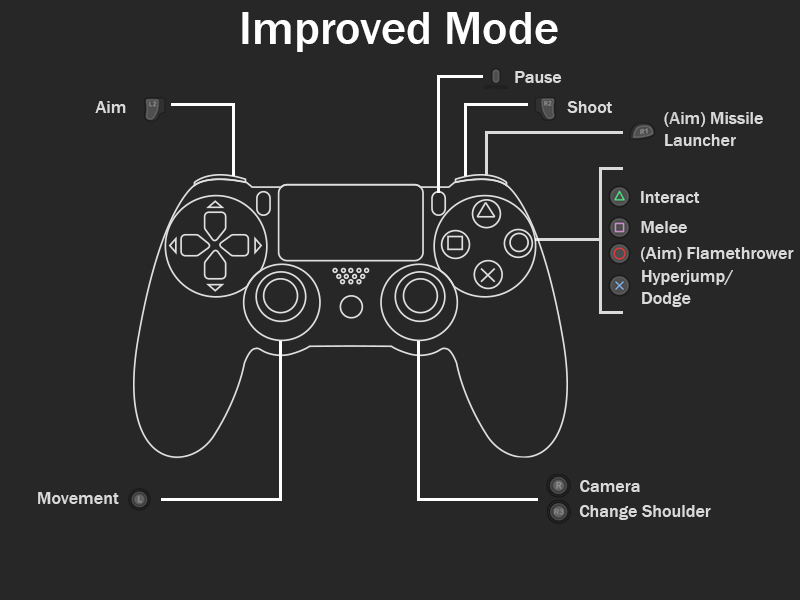 Improved Mode
Pause
Aim
L2
R2
Shoot
R1
(Aim) Missile
Launcher
Interact
Melee
(Aim) Flamethrower
Hyperjump/
Dodge
Movement
L
R
Camera
R3
Change Shoulder